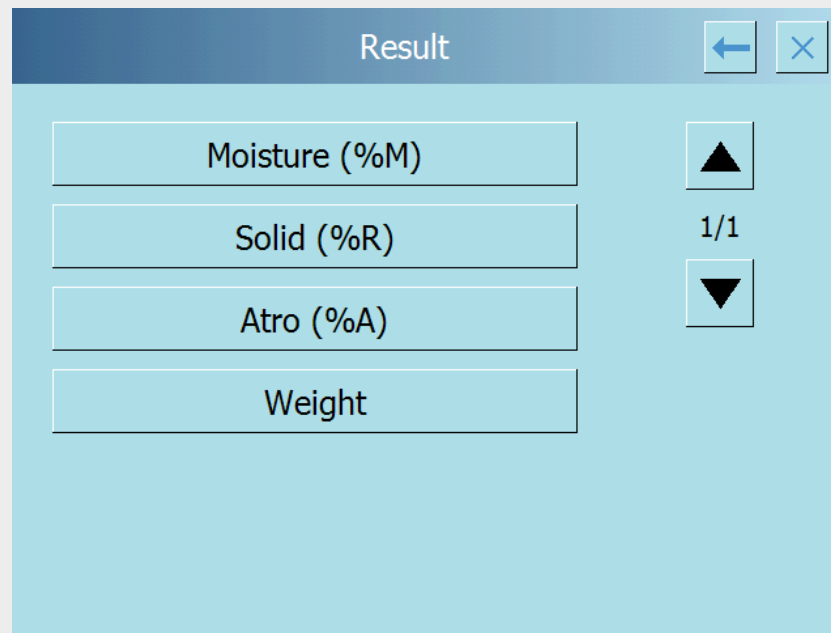 Result
Moisture (%M)
Solid (%R)
1/1
Atro (%A)
Weight